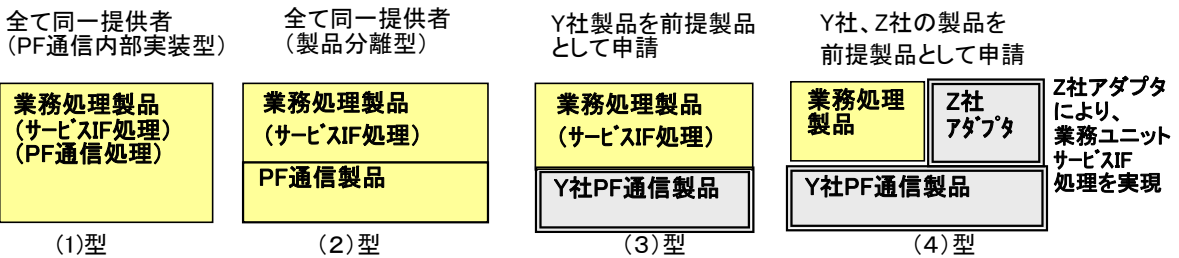 全て同一提供者
(PF通信内部実装型)
業務処理製品
(サービスIF処理)
(PF通信処理)
(1)型
全て同一提供者
(製品分離型)
業務処理製品
(サービスIF処理)
PF通信製品
(2)型
Y社製品を前提製品
として申請
業務処理製品
(サービスIF処理)
Y社PF通信製品
(3)型
Y社、Z社の製品を
前提製品として申請
業務処理
製品
Z社
アダプタ
Y社PF通信製品
Z社アダプタ
により、
業務ユニット
サービスIF
処理を実現
(4)型